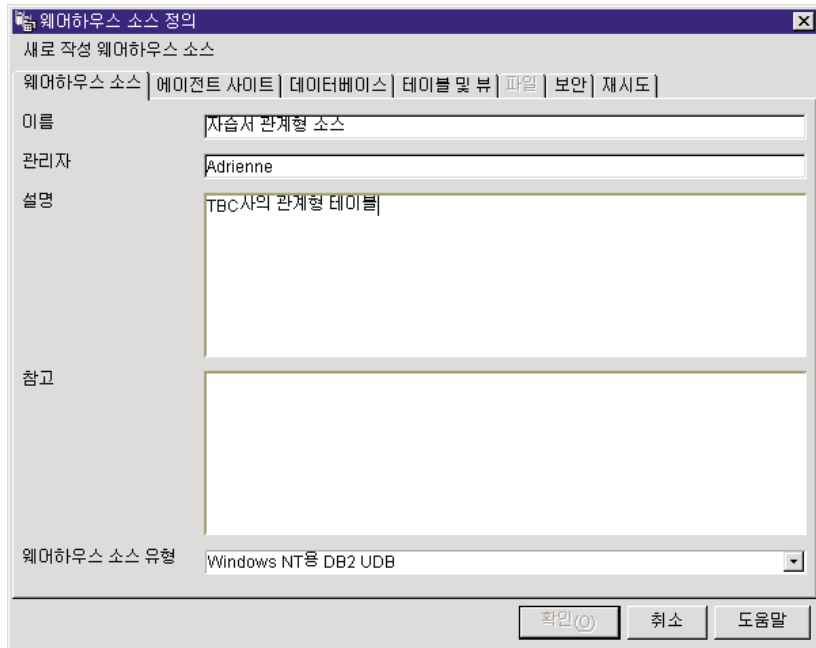 웨어하우스 소스 정의
새로 작성 웨어하우스 소스
웨어하우스 소스 에이전트 사이트 데이터베이스 테이블 및 뷰 파일 보안 재시도
이름 자습서 관계형 소스
관리자 Adrienne
설명 TBC사의 관계형 테이블
참고
웨어하우스 소스 유형 Windows NT용 DB2 UDB
확인(O) 취소 도움말